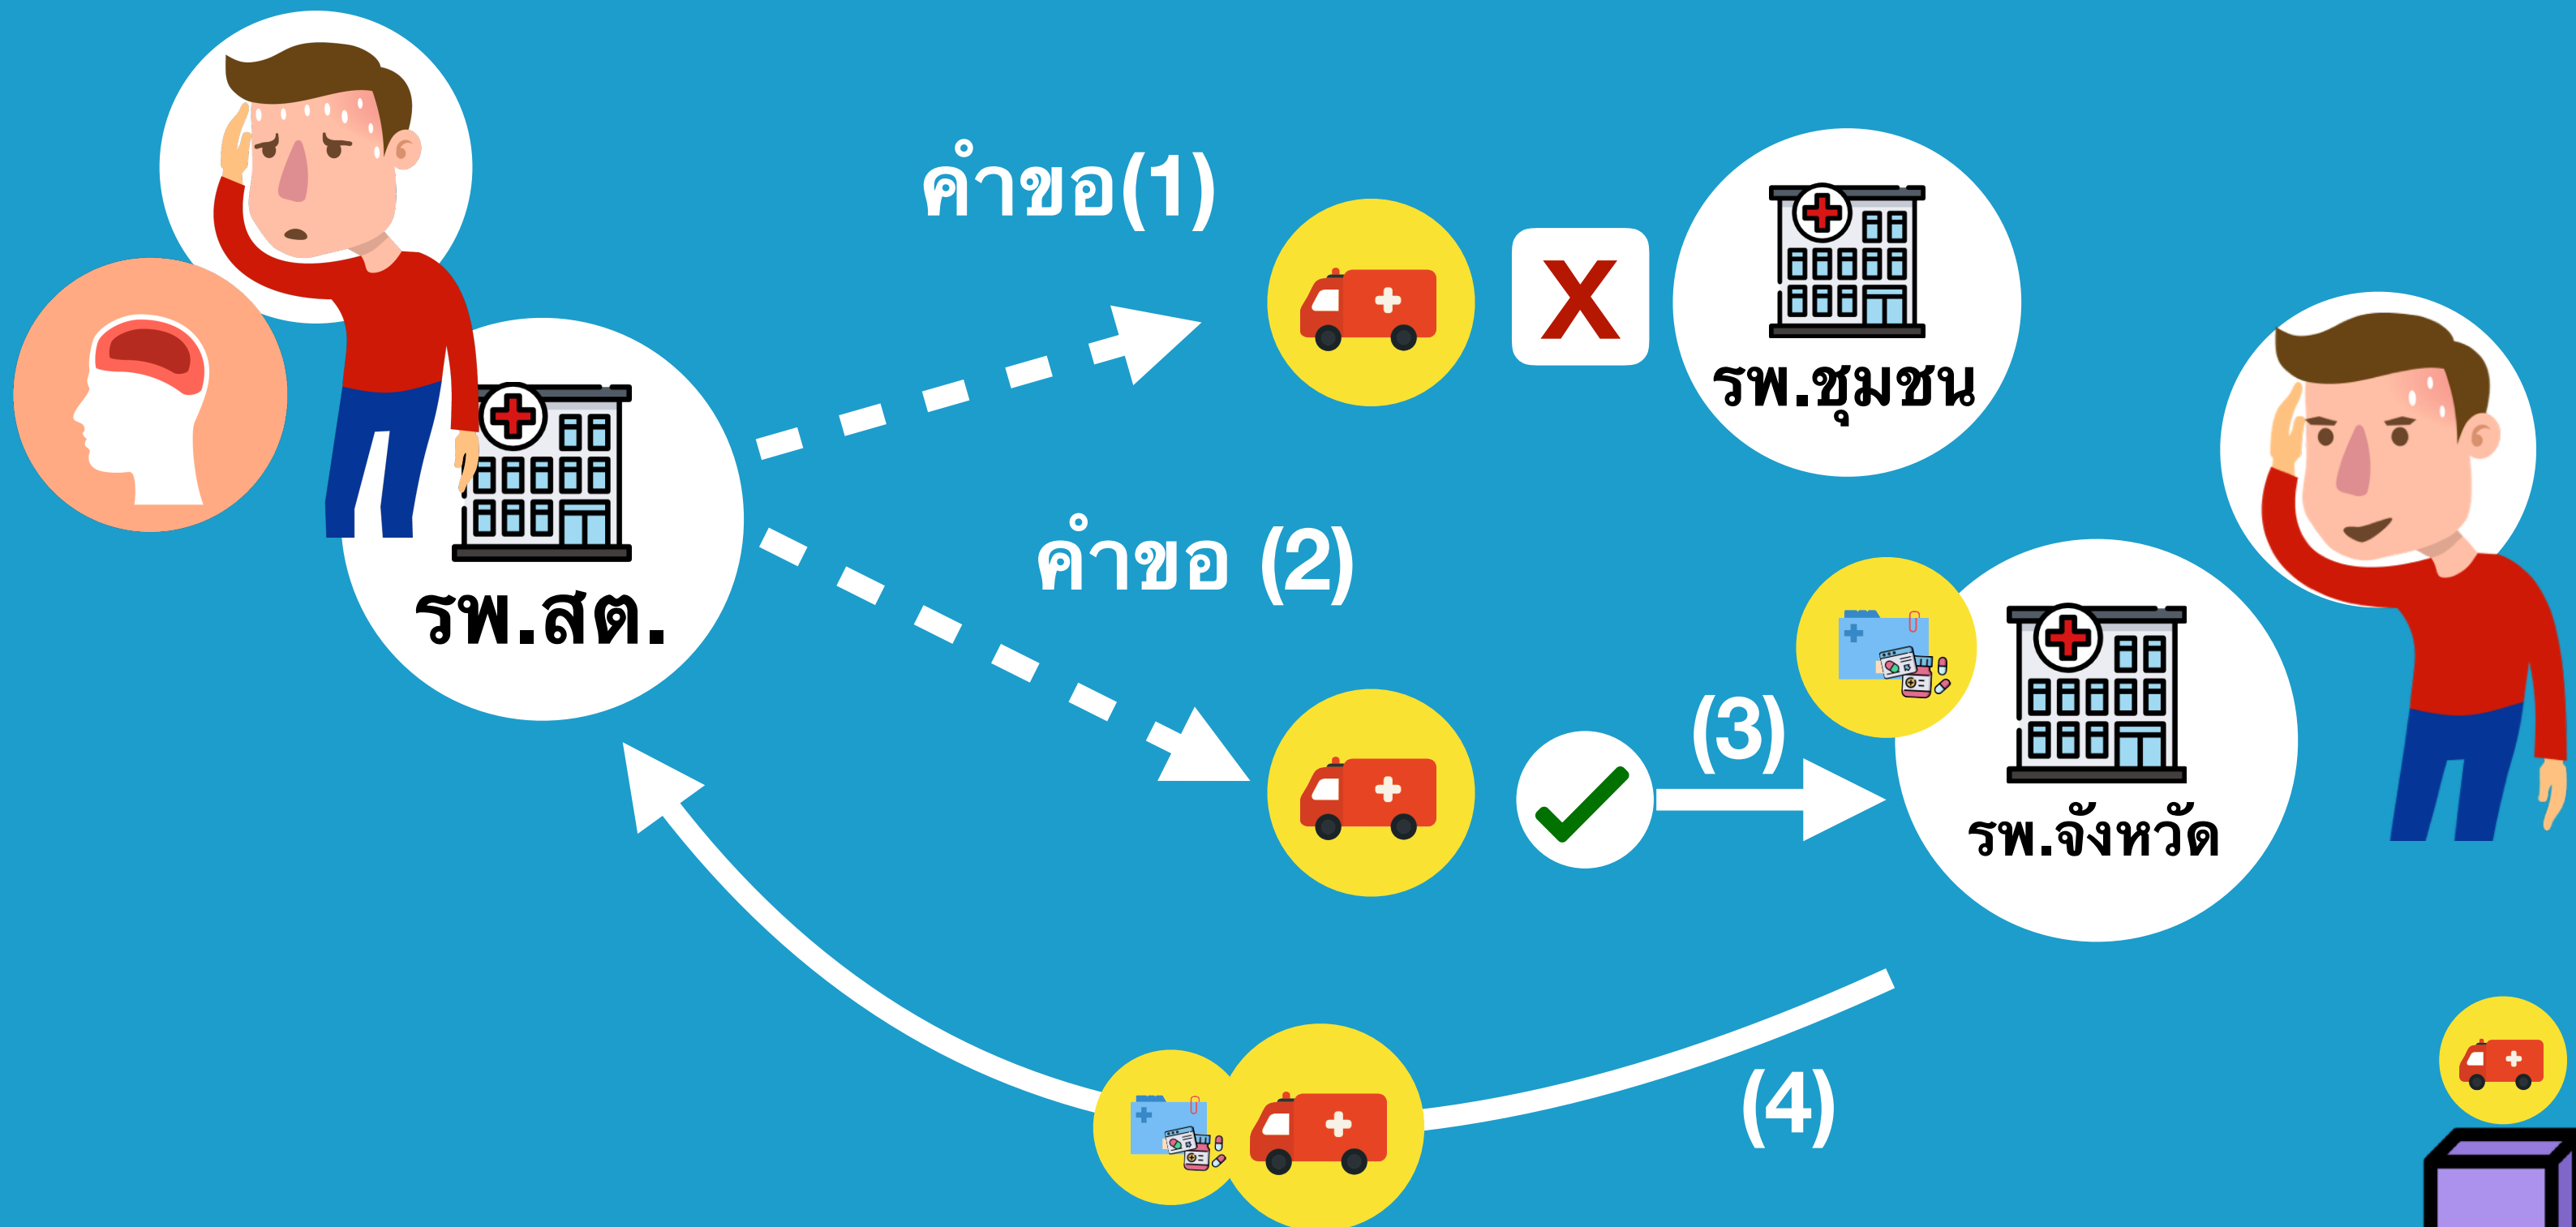 คำขอ(1)
X
รพ.ชุมชน
คำขอ (2)
รพ.สต.
(3)
รพ.จังหวัด
(4)